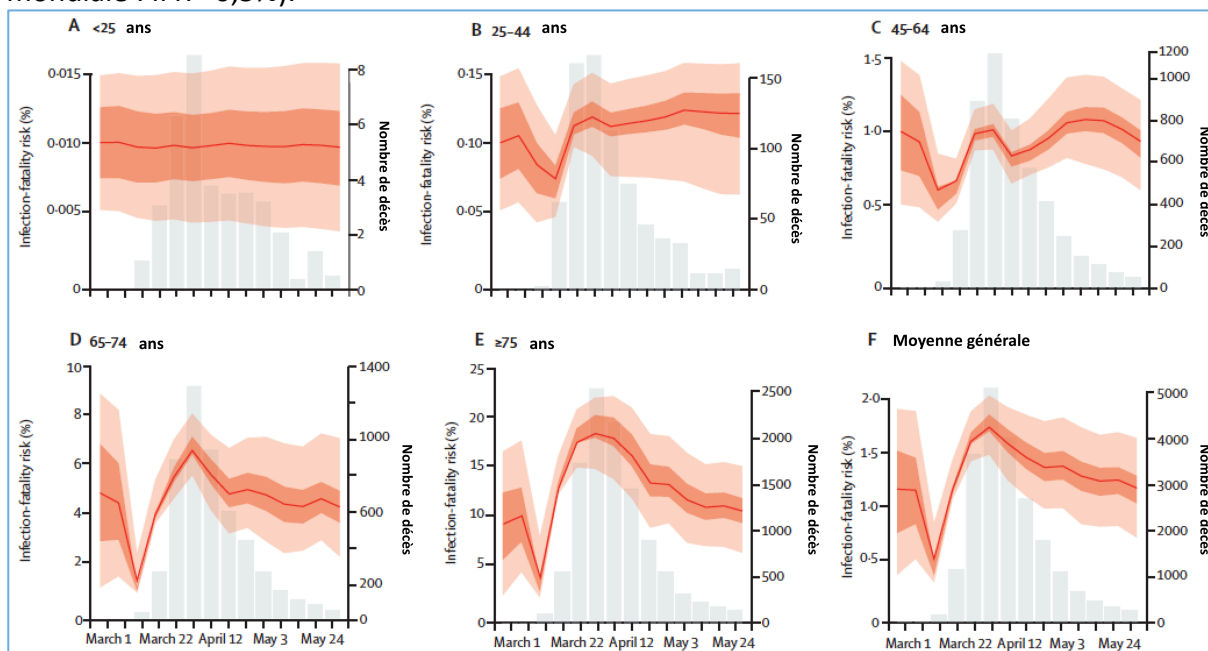 mondiale
A <25 ans
Infection-fatality risk (%)
0·015
0·010
0·005
0
8
6
4
2
0
Nombre de décès
B 25–44 ans
Infection-fatality risk (%)
0·15
0·10
0·05
0
150
100
50
0
Nombre de décès
C 45–64 ans
Infection-fatality risk (%)
1·5
1·0
0·5
0
1200
1000
800
600
400
200
0
Nombre de deces
D 65–74 ans
Infection-fatality risk (%)
10
8
6
4
2
0
1400
1000
600
400
200
0
Nombre de décès
March 1 March 22 April 12 May 3 May 24
E ≥75 ans
Infection-fatality risk (%)
25
20
15
10
5
0
2500
2000
1500
1000
500
0
Nombre de décès
March 1 March 22 April 12 May 3 May 24
F Moyenne générale
Infection-fatality risk (%)
2·0
1·5
1·0
0·5
0
5000
4000
3000
2000
1000
0
Nombre de décès
March 1 March 22 April 12 May 3 May 24